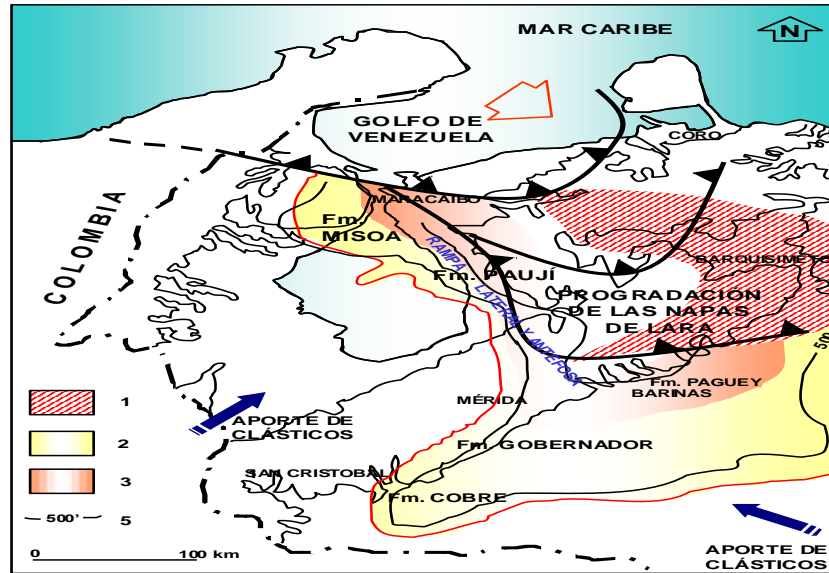 MAR CARIBE
N
GOLFO DE
VENEZUELA
CORO
COLOMBIA
MARACAIBO
Fm.
MISOA
RAMPA LATERAL Y ANTEFOSA
Fm. PAUJÍ
BARQUISIMETO
PROGRADACIÓN
DE LAS NAPAS
DE LARA
500'
Fm. PAGUEY
BARINAS
MÉRIDA
1
APORTE DE
CLÁSTICOS
2
Fm. GOBERNADOR
SAN CRISTOBAL
3
Fm. COBRE
500'
5
0 100 km
APORTE DE
CLÁSTICOS